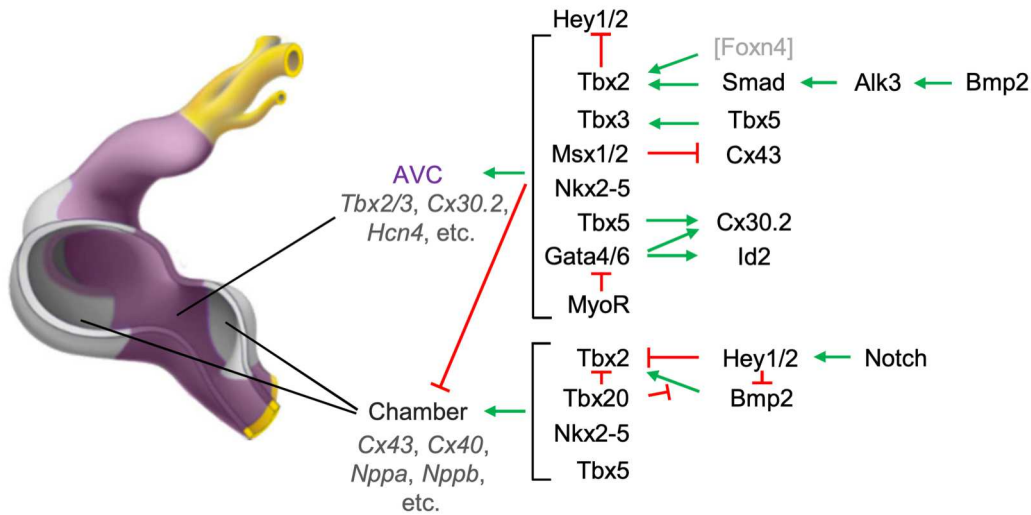 Hey1/2
[Foxn4]
Tbx2 Smad Alk3 Bmp2
Tbx3 Tbx5
Msx1/2 Cx43
AVC
Nkx2-5
Tbx2/3, Cx30.2,
Tbx5 Cx30.2
Hcn4, etc.
Gata4/6 Id2
MyoR
Tbx2 Hey1/2 Notch
Tbx20 Bmp2
Chamber
Nkx2-5
Cx43, Cx40,
Tbx5
Nppa, Nppb,
etc.